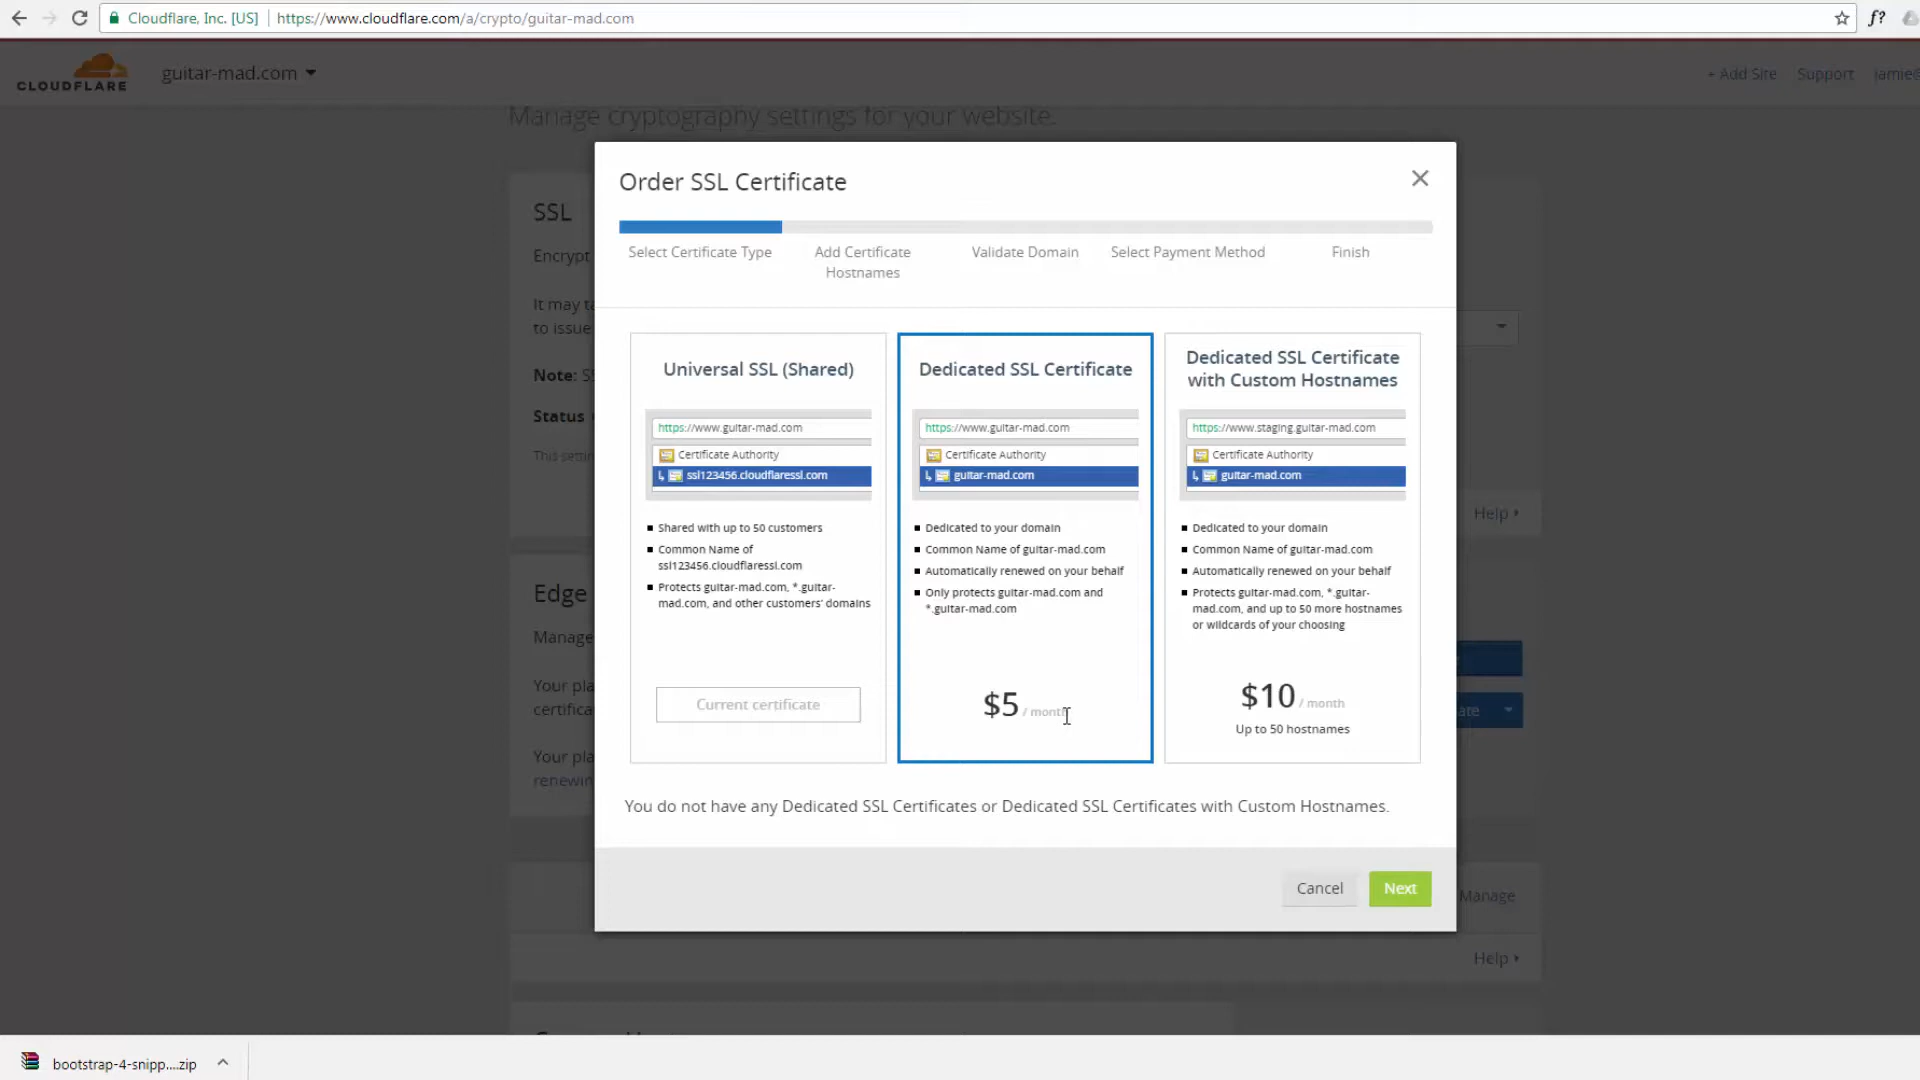 Cloudflare, Inc. [US] https://www.cloudflare.com/a/crypto/guitar-mad.com f?
CLOUDFLARE guitar-mad.com + Add Site Support
Manage cryptography settings for your website.
Order SSL Certificate
Select Certificate Type
Add Certificate
Hostnames
Validate Domain
Select Payment Method
Finish
SSL
Encrypt
It may
to issue
Note:
Status
Help
Edge
Manage
Your
Your
Universal SSL (Shared)
https://www.guitar-mad.com
Certificate Authority
ssl123456.cloudflaressl.com
Shared with up to 50 customers
Common Name of
ssl123456.cloudflaressl.com
Protects guitar-mad.com, *.guitar-
mad.com, and other customers' domains
Current certificate
Dedicated SSL Certificate
https://www.guitar-mad.com
Certificate Authority
guitar-mad.com
Dedicated to your domain
Common Name of guitar-mad.com
Automatically renewed on your behalf
Only protects guitar-mad.com and
*.guitar-mad.com
$5 / month
Dedicated SSL Certificate
with Custom Hostnames
https://www.staging.guitar-mad.com
Certificate Authority
guitar-mad.com
Dedicated to your domain
Common Name of guitar-mad.com
Automatically renewed on your behalf
Protects guitar-mad.com, *.guitar-
mad.com, and up to 50 more hostnames
or wildcards of your choosing
$10 / month
Up to 50 hostnames
You do not have any Dedicated SSL Certificates or Dedicated SSL Certificates with Custom Hostnames.
Cancel Next
Manage
Help
bootstrap-4-snipp....zip